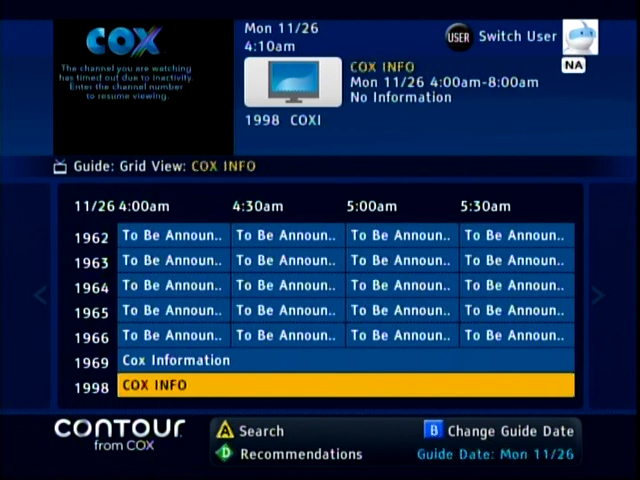 COX
The channel you are watching
has timed out due to inactivity.
Enter the channel number
to resume viewing.
Mon 11/26
4:10am
USER Switch User
NA
COX INFO
Mon 11/26 4:00am-8:00am
No Information
1998 COXI
Guide: Grid View: COX INFO
11/26 4:00am 4:30am 5:00am 5:30am
1962 To Be Announ.. To Be Announ.. To Be Announ.. To Be Announ..
1963 To Be Announ.. To Be Announ.. To Be Announ.. To Be Announ..
1964 To Be Announ.. To Be Announ.. To Be Announ.. To Be Announ..
1965 To Be Announ.. To Be Announ.. To Be Announ.. To Be Announ..
1966 To Be Announ.. To Be Announ.. To Be Announ.. To Be Announ..
1969 Cox Information
1998 COX INFO
contour
from COX
A Search
B Change Guide Date
D Recommendations
Guide Date: Mon 11/26